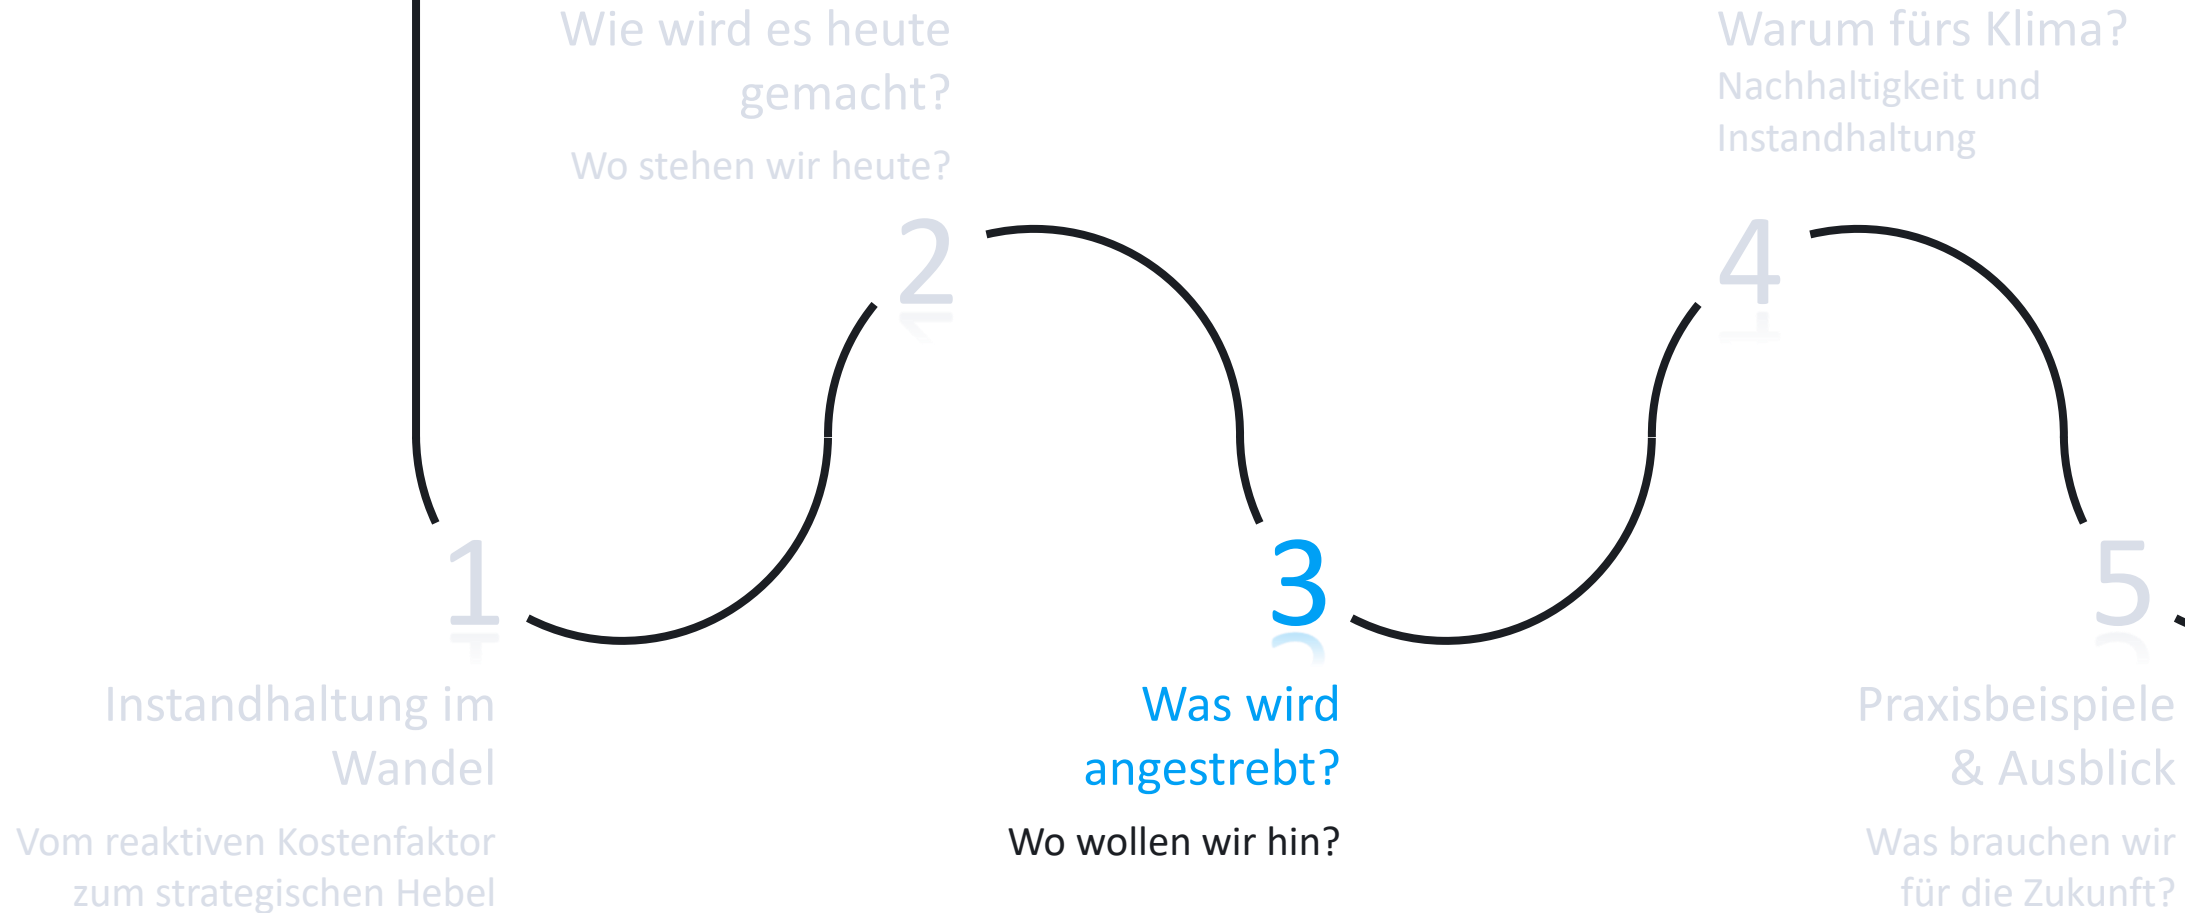 1
Instandhaltung im
Wandel
Vom reaktiven Kostenfaktor
zum strategischen Hebel
Wie wird es heute
gemacht?
Wo stehen wir heute?
2
3
Was wird
angestrebt?
Wo wollen wir hin?
Warum fürs Klima?
Nachhaltigkeit und
Instandhaltung
4
5
Praxisbeispiele
& Ausblick
Was brauchen wir
für die Zukunft?